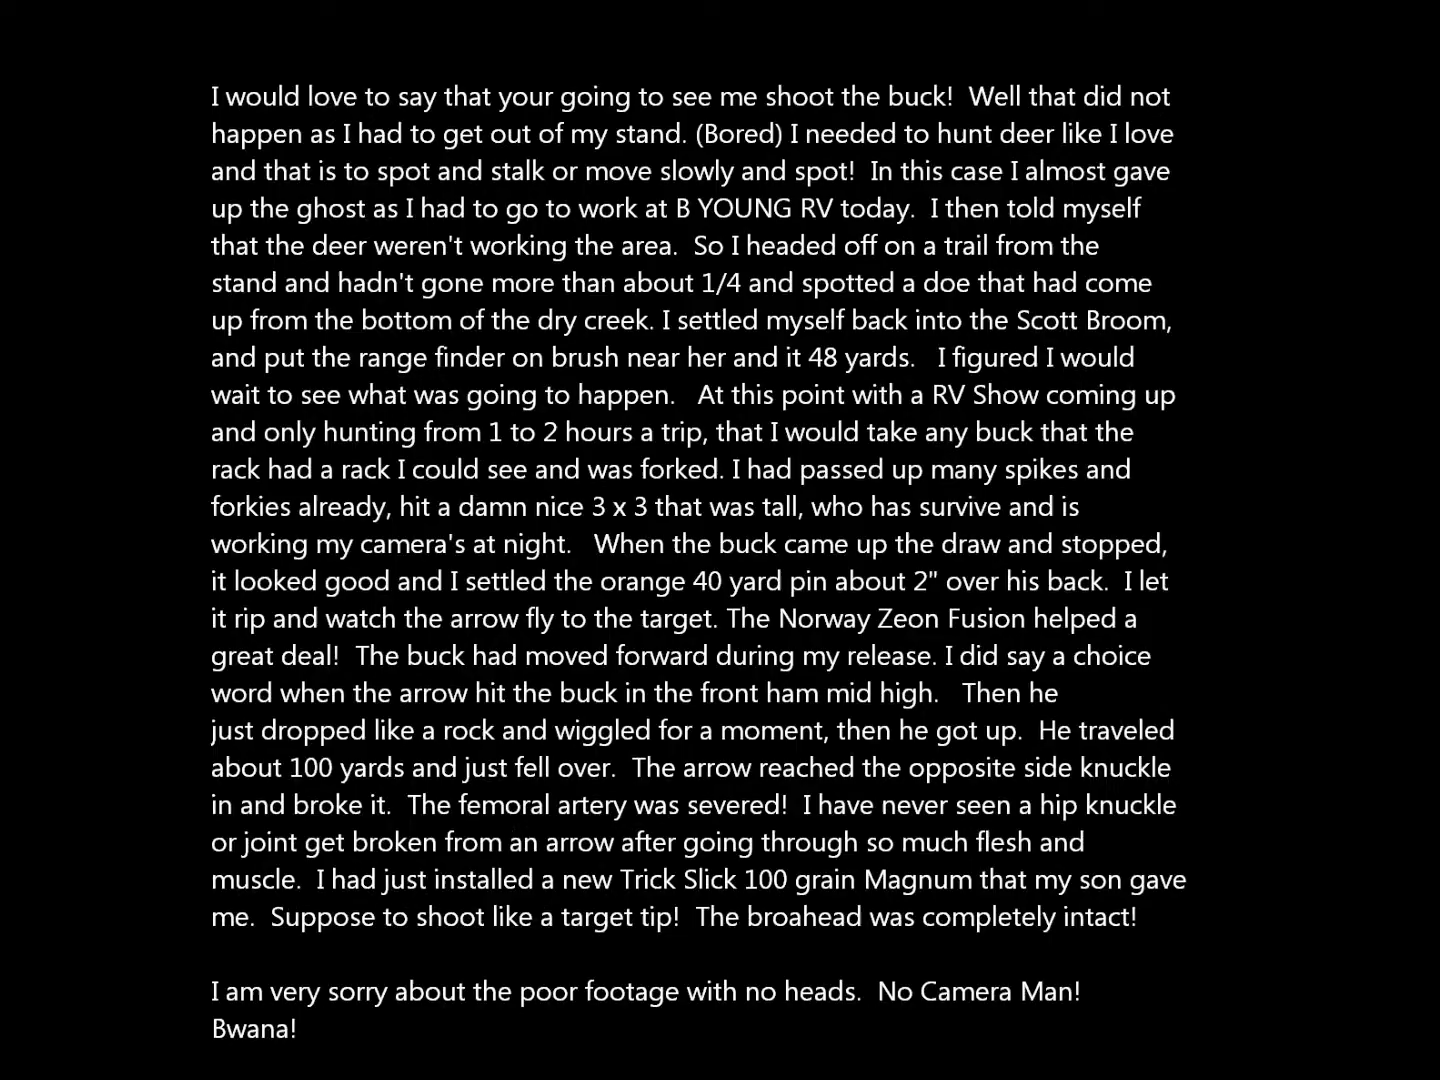 I would love to say that your going to see me shoot the buck!  Well that did not
happen as I had to get out of my stand. (Bored) I needed to hunt deer like I love
and that is to spot and stalk or move slowly and spot!  In this case I almost gave
up the ghost as I had to go to work at B YOUNG RV today.  I then told myself
that the deer weren't working the area.  So I headed off on a trail from the
stand and hadn't gone more than about 1/4 and spotted a doe that had come
up from the bottom of the dry creek. I settled myself back into the Scott Broom,
and put the range finder on brush near her and it 48 yards.   I figured I would
wait to see what was going to happen.   At this point with a RV Show coming up
and only hunting from 1 to 2 hours a trip, that I would take any buck that the
rack had a rack I could see and was forked. I had passed up many spikes and
forkies already, hit a damn nice 3 x 3 that was tall, who has survive and is
working my camera's at night.   When the buck came up the draw and stopped,
it looked good and I settled the orange 40 yard pin about 2" over his back.  I let
it rip and watch the arrow fly to the target. The Norway Zeon Fusion helped a
great deal!  The buck had moved forward during my release. I did say a choice
word when the arrow hit the buck in the front ham mid high.   Then he
just dropped like a rock and wiggled for a moment, then he got up.  He traveled
about 100 yards and just fell over.  The arrow reached the opposite side knuckle
in and broke it.  The femoral artery was severed!  I have never seen a hip knuckle
or joint get broken from an arrow after going through so much flesh and
muscle.  I had just installed a new Trick Slick 100 grain Magnum that my son gave
me.  Suppose to shoot like a target tip!  The broahead was completely intact!

I am very sorry about the poor footage with no heads.  No Camera Man!
Bwana!